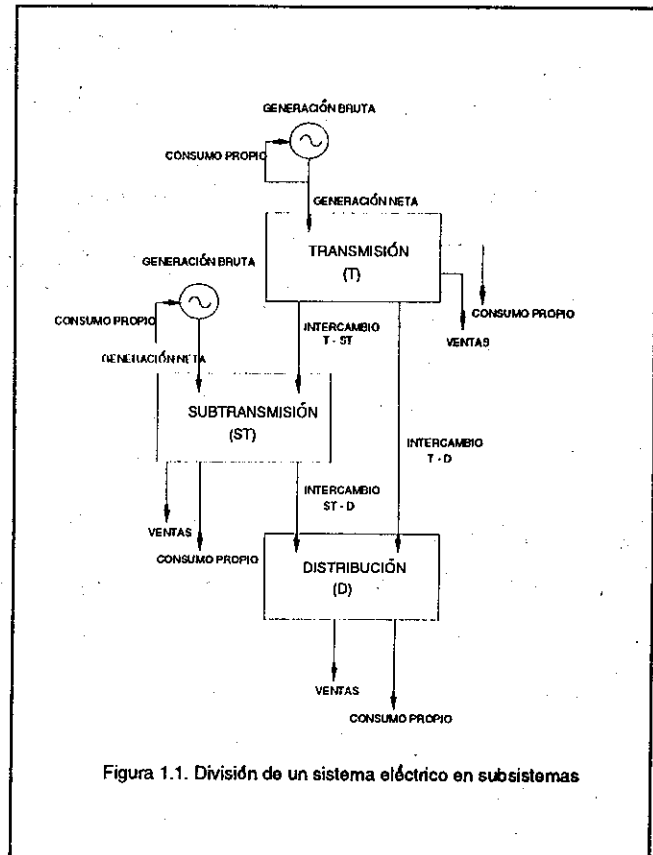 GENERACIÓN BRUTA
CONSUMO PROPIO
GENERACIÓN NETA
TRANSMISIÓN
(T)
GENERACIÓN BRUTA
CONSUMO PROPIO
GENERACIÓN NETA
INTERCAMBIO
T - ST
CONSUMO PROPIO
VENTAS
SUBTRANSMISIÓN
(ST)
INTERCAMBIO
T - D
INTERCAMBIO
ST - D
VENTAS
CONSUMO PROPIO
DISTRIBUCIÓN
(D)
VENTAS
CONSUMO PROPIO
Figura 1.1. División de un sistema eléctrico en subsistemas